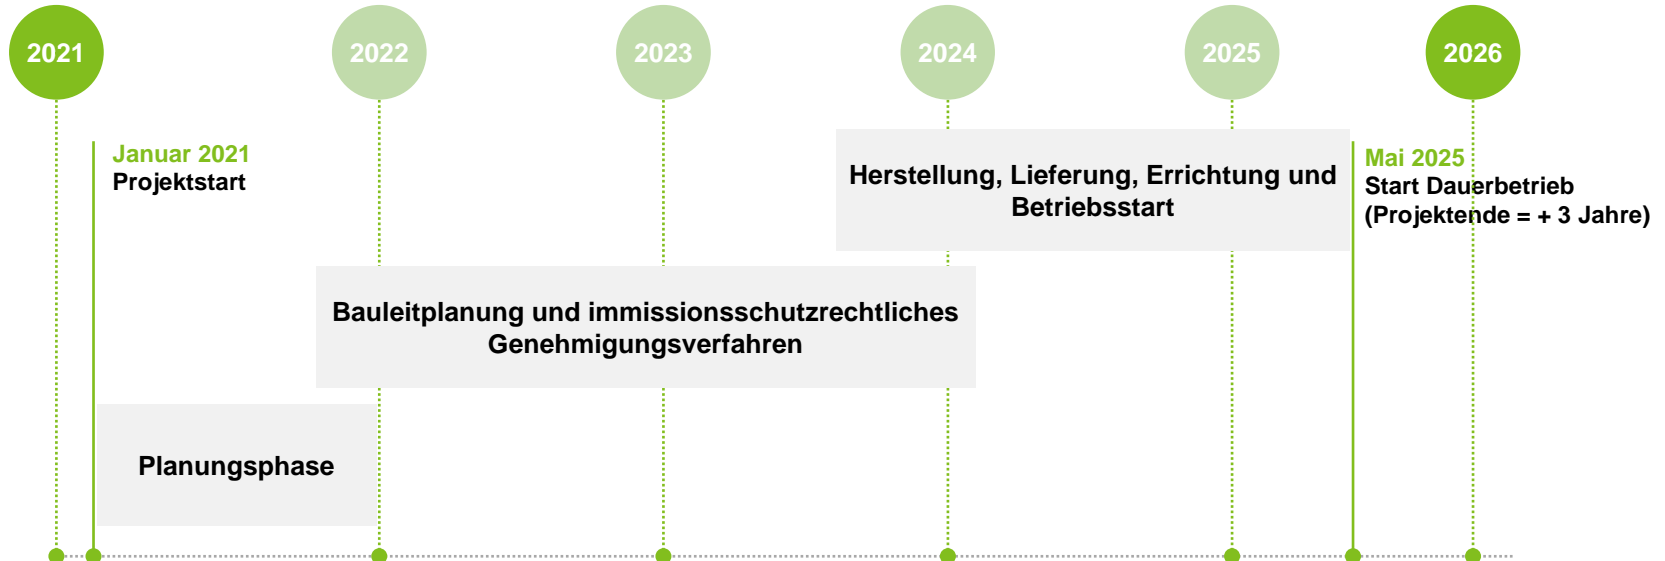 2021
2022
2023
2024
2025
2026
Januar 2021
Projektstart
Herstellung, Lieferung, Errichtung und
Betriebsstart
Mai 2025
Start Dauerbetrieb
(Projektende = + 3 Jahre)
Bauleitplanung und immissionsschutzrechtliches
Genehmigungsverfahren
Planungsphase